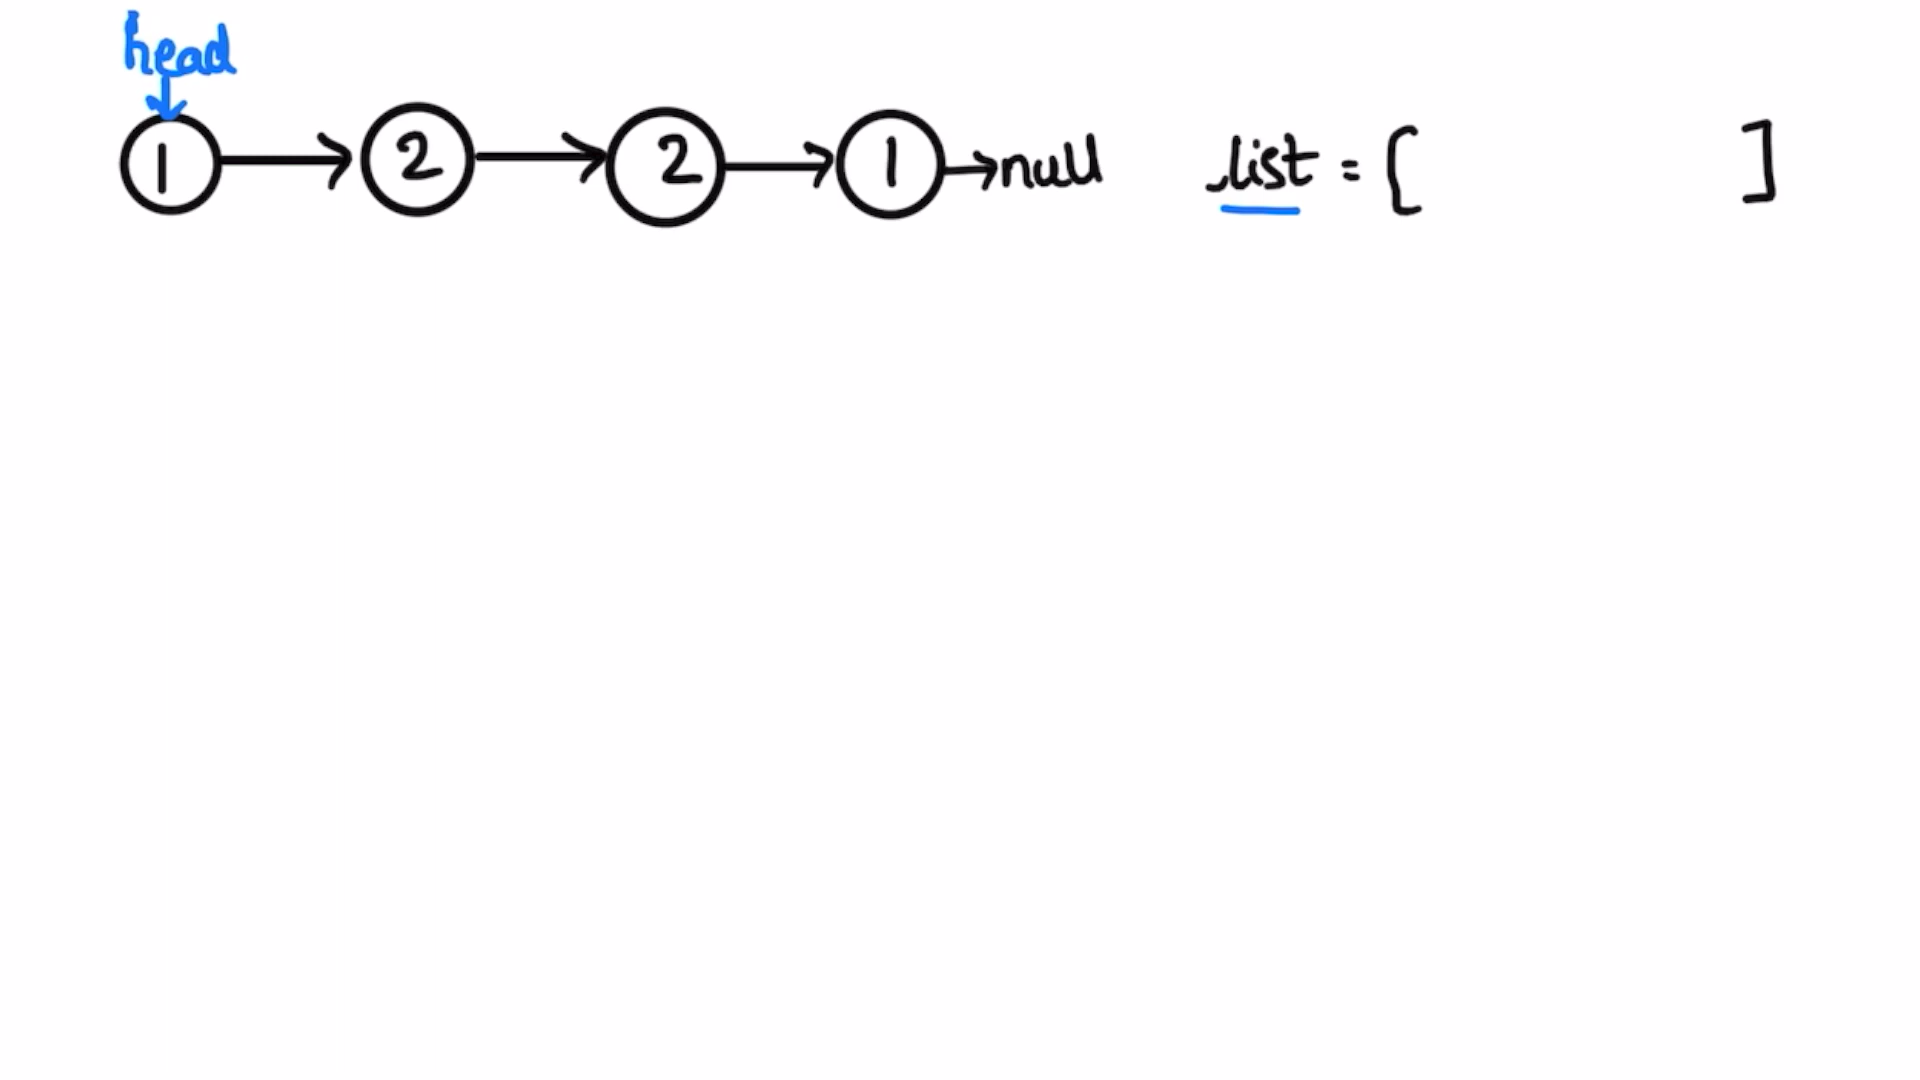 head
1 → 2 → 2 → 1 → null list = [ ]